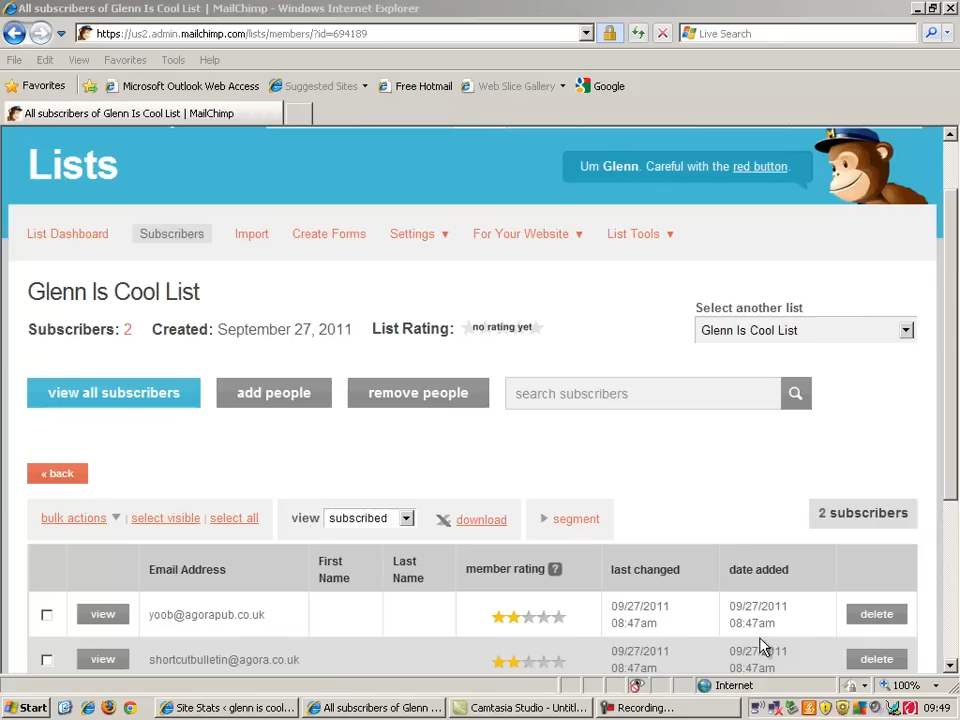 All subscribers of Glenn Is Cool List | MailChimp - Windows Internet Explorer
https://us2.admin.mailchimp.com/lists/members/?id=694189
Live Search
File Edit View Favorites Tools Help
Favorites Microsoft Outlook Web Access Suggested Sites Free Hotmail Web Slice Gallery Google
All subscribers of Glenn Is Cool List | MailChimp
Lists
Um Glenn. Careful with the red button.
List Dashboard Subscribers Import Create Forms Settings For Your Website List Tools
Glenn Is Cool List
Select another list
Subscribers: 2 Created: September 27, 2011 List Rating: no rating yet
Glenn Is Cool List
view all subscribers add people remove people search subscribers
« back
bulk actions | select visible | select all view subscribed download segment 2 subscribers
Email Address First Name Last Name member rating ? last changed date added
view yoob@agorapub.co.uk 09/27/2011 08:47am 09/27/2011 08:47am delete
view shortcutbulletin@agora.co.uk 09/27/2011 08:47am 09/27/2011 08:47am delete
Internet 100%
Start Site Stats ‹ glenn is cool... All subscribers of Glenn ... Camtasia Studio - Untitl... Recording... 09:49